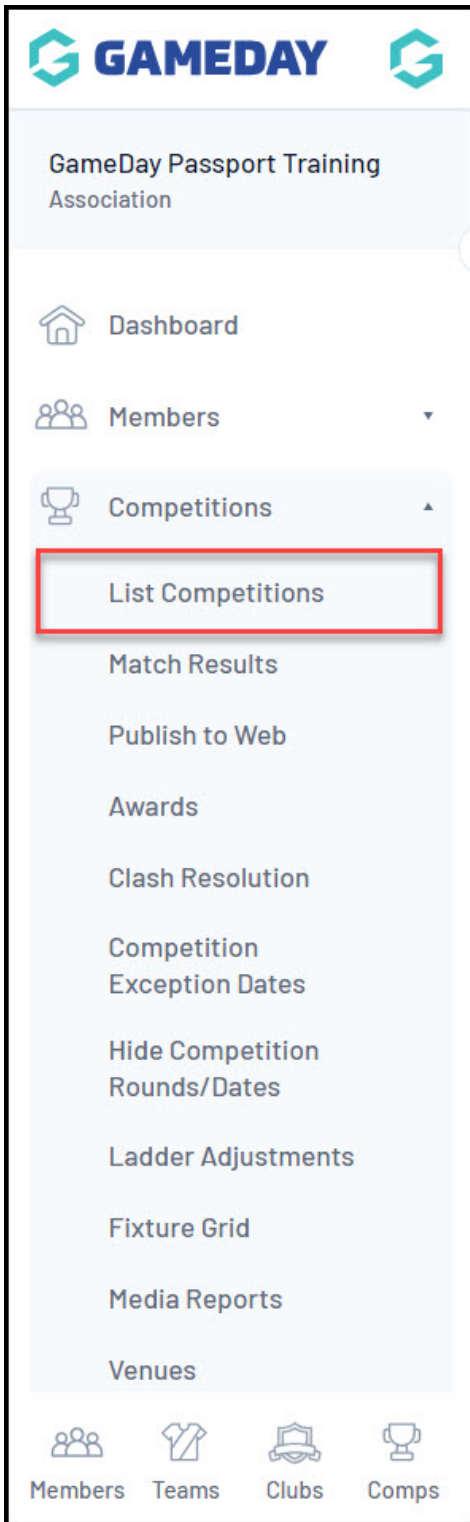 GAMEDAY
GameDay Passport Training
Association
Dashboard
Members
Competitions
List Competitions
Match Results
Publish to Web
Awards
Clash Resolution
Competition
Exception Dates
Hide Competition
Rounds/Dates
Ladder Adjustments
Fixture Grid
Media Reports
Venues
Members Teams Clubs Comps